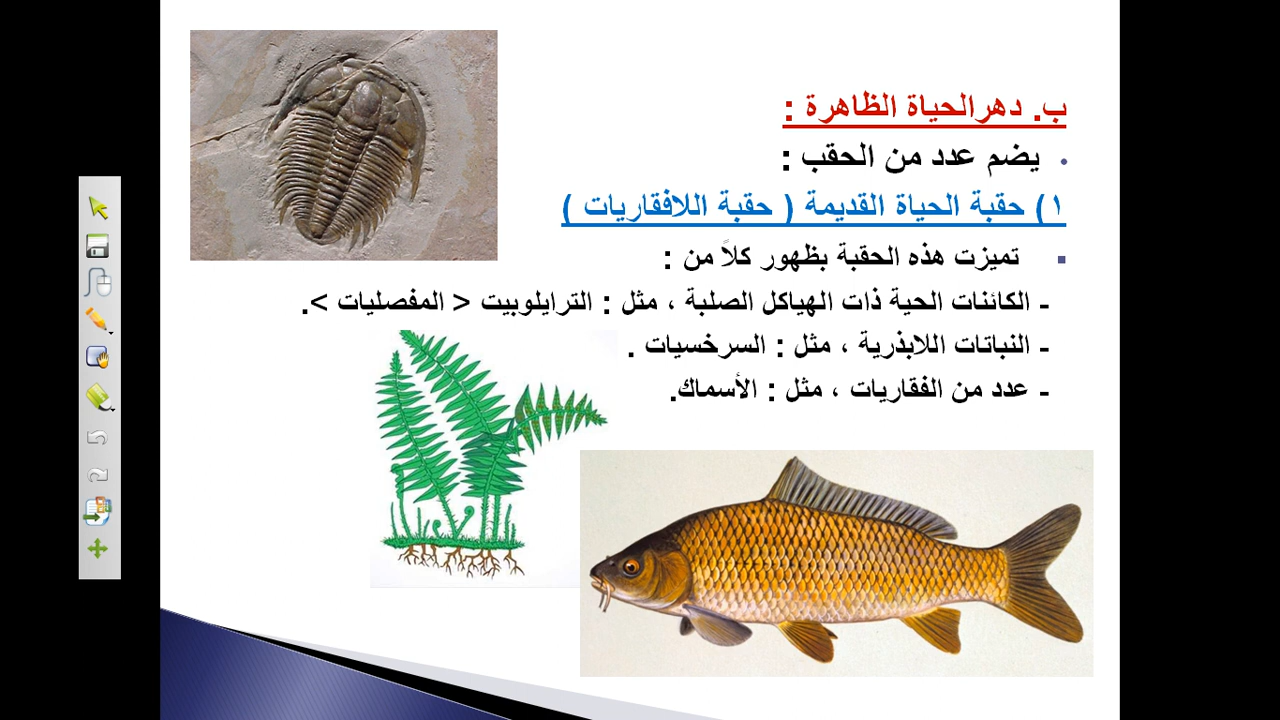 ب. دهرالحياة الظاهرة :
• يضم عدد من الحقب :
١) حقبة الحياة القديمة ( حقبة اللافقاريات )
▪ تميزت هذه الحقبة بظهور كلاً من :
- الكائنات الحية ذات الهياكل الصلبة ، مثل : الترايلوبيت < المفصليات >.
- النباتات اللابذرية ، مثل : السرخسيات .
- عدد من الفقاريات ، مثل : الأسماك.